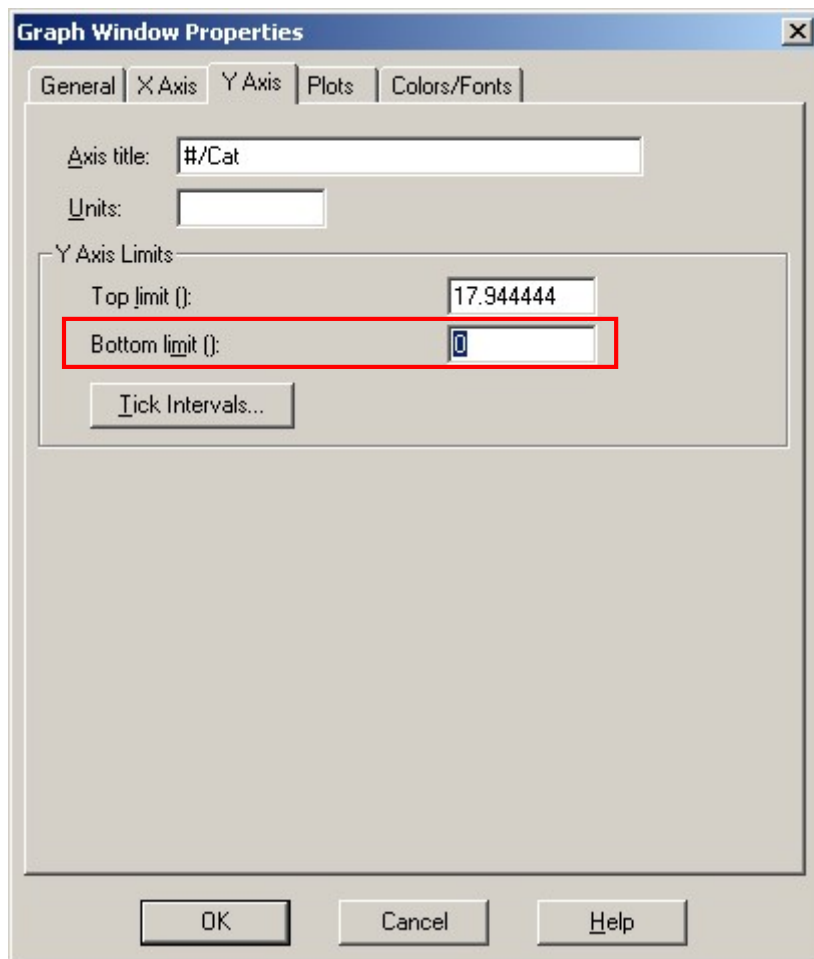 Graph Window Properties
General X Axis Y Axis Plots Colors/Fonts
Axis title: #/Cat
Units:
Y Axis Limits
Top limit (): 17.944444
Bottom limit (): 0
Tick Intervals...
OK Cancel Help